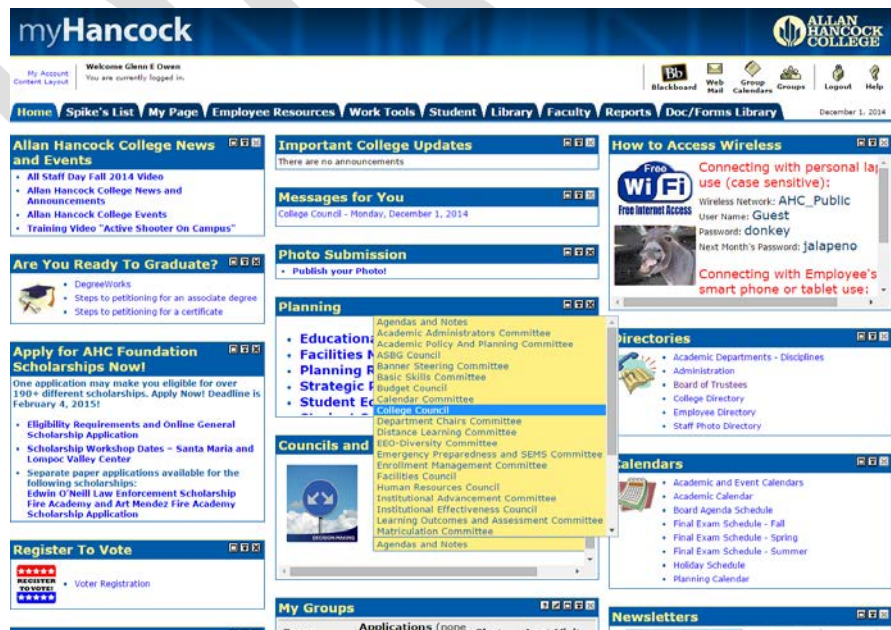 myHancock
ALLAN
HANCOCK
COLLEGE
My Account
Content Layout
Welcome Glenn E Owen
You are currently logged in.
Bb
Blackboard
Web
Mail
Group
Calendars
Groups
Logout
Help
Home
Spike's List
My Page
Employee Resources
Work Tools
Student
Library
Faculty
Reports
Doc/Forms Library
December 1, 2014
Allan Hancock College News
and Events
All Staff Day Fall 2014 Video
Allan Hancock College News and
Announcements
Allan Hancock College Events
Training Video "Active Shooter On Campus"
Are You Ready To Graduate?
DegreeWorks
Steps to petitioning for an associate degree
Steps to petitioning for a certificate
Apply for AHC Foundation
Scholarships Now!
One application may make you eligible for over
190+ different scholarships. Apply Now! Deadline is
February 4, 2015!
Eligibility Requirements and Online General
Scholarship Application
Scholarship Workshop Dates – Santa Maria and
Lompoc Valley Center
Separate paper applications available for the
following scholarships:
Edwin O'Neill Law Enforcement Scholarship
Fire Academy and Art Mendez Fire Academy
Scholarship Application
Register To Vote
REGISTER
TO VOTE!
Voter Registration
Important College Updates
There are no announcements
Messages for You
College Council - Monday, December 1, 2014
Photo Submission
Publish your Photo!
Planning
Educationa
Facilities M
Planning R
Strategic P
Student Eq
Agendas and Notes
Academic Administrators Committee
Academic Policy And Planning Committee
ASBG Council
Banner Steering Committee
Basic Skills Committee
Budget Council
Calendar Committee
College Council
Department Chairs Committee
Distance Learning Committee
EEO-Diversity Committee
Emergency Preparedness and SEMS Committee
Enrollment Management Committee
Facilities Council
Human Resources Council
Institutional Advancement Committee
Institutional Effectiveness Council
Learning Outcomes and Assessment Committee
Matriculation Committee
Agendas and Notes
Councils and
DECISION-MAKING
My Groups
Applications (none
How to Access Wireless
Free
Wi Fi
Free Internet Access
Connecting with personal la
use (case sensitive):
Wireless Network: AHC_Public
User Name: Guest
Password: donkey
Next Month's Password: jalapeno
Connecting with Employee's
smart phone or tablet use:
Directories
Academic Departments - Disciplines
Administration
Board of Trustees
College Directory
Employee Directory
Staff Photo Directory
Calendars
Academic and Event Calendars
Academic Calendar
Board Agenda Schedule
Final Exam Schedule - Fall
Final Exam Schedule - Spring
Final Exam Schedule - Summer
Holiday Schedule
Planning Calendar
Newsletters